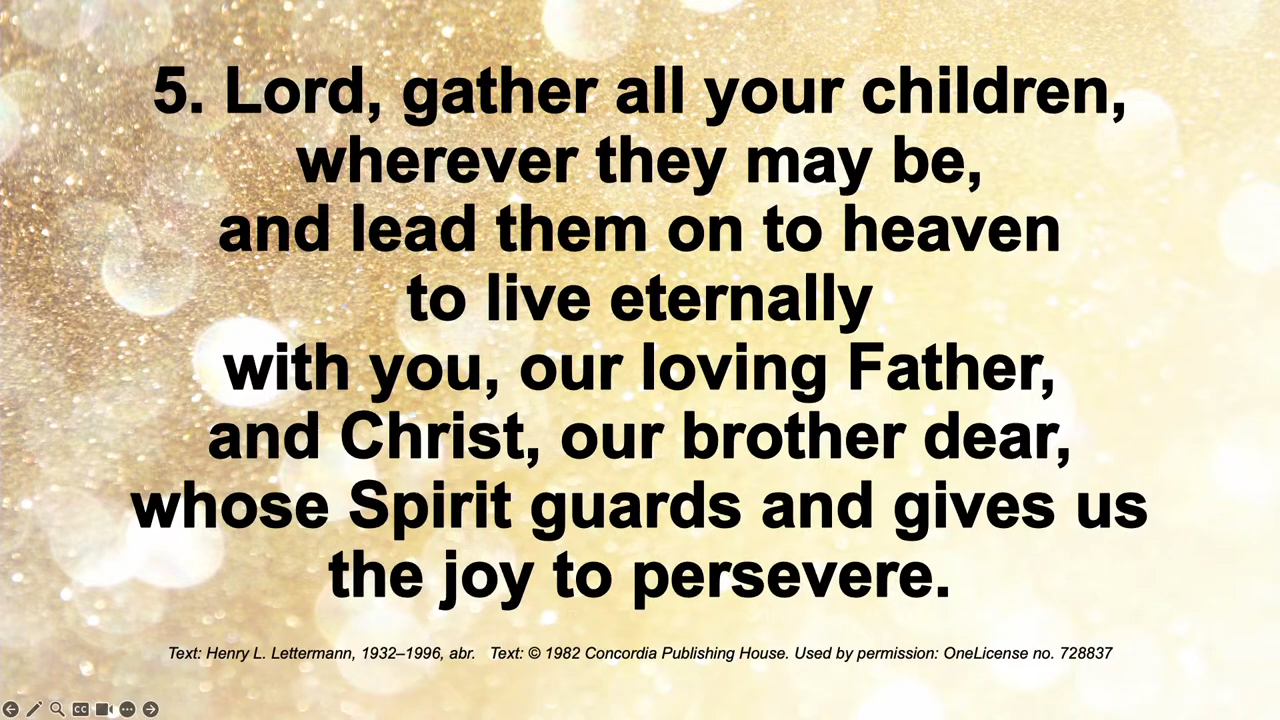 5. Lord, gather all your children,
wherever they may be,
and lead them on to heaven
to live eternally
with you, our loving Father,
and Christ, our brother dear,
whose Spirit guards and gives us
the joy to persevere.
Text: Henry L. Lettermann, 1932–1996, abr.   Text: © 1982 Concordia Publishing House. Used by permission: OneLicense no. 728837
CC